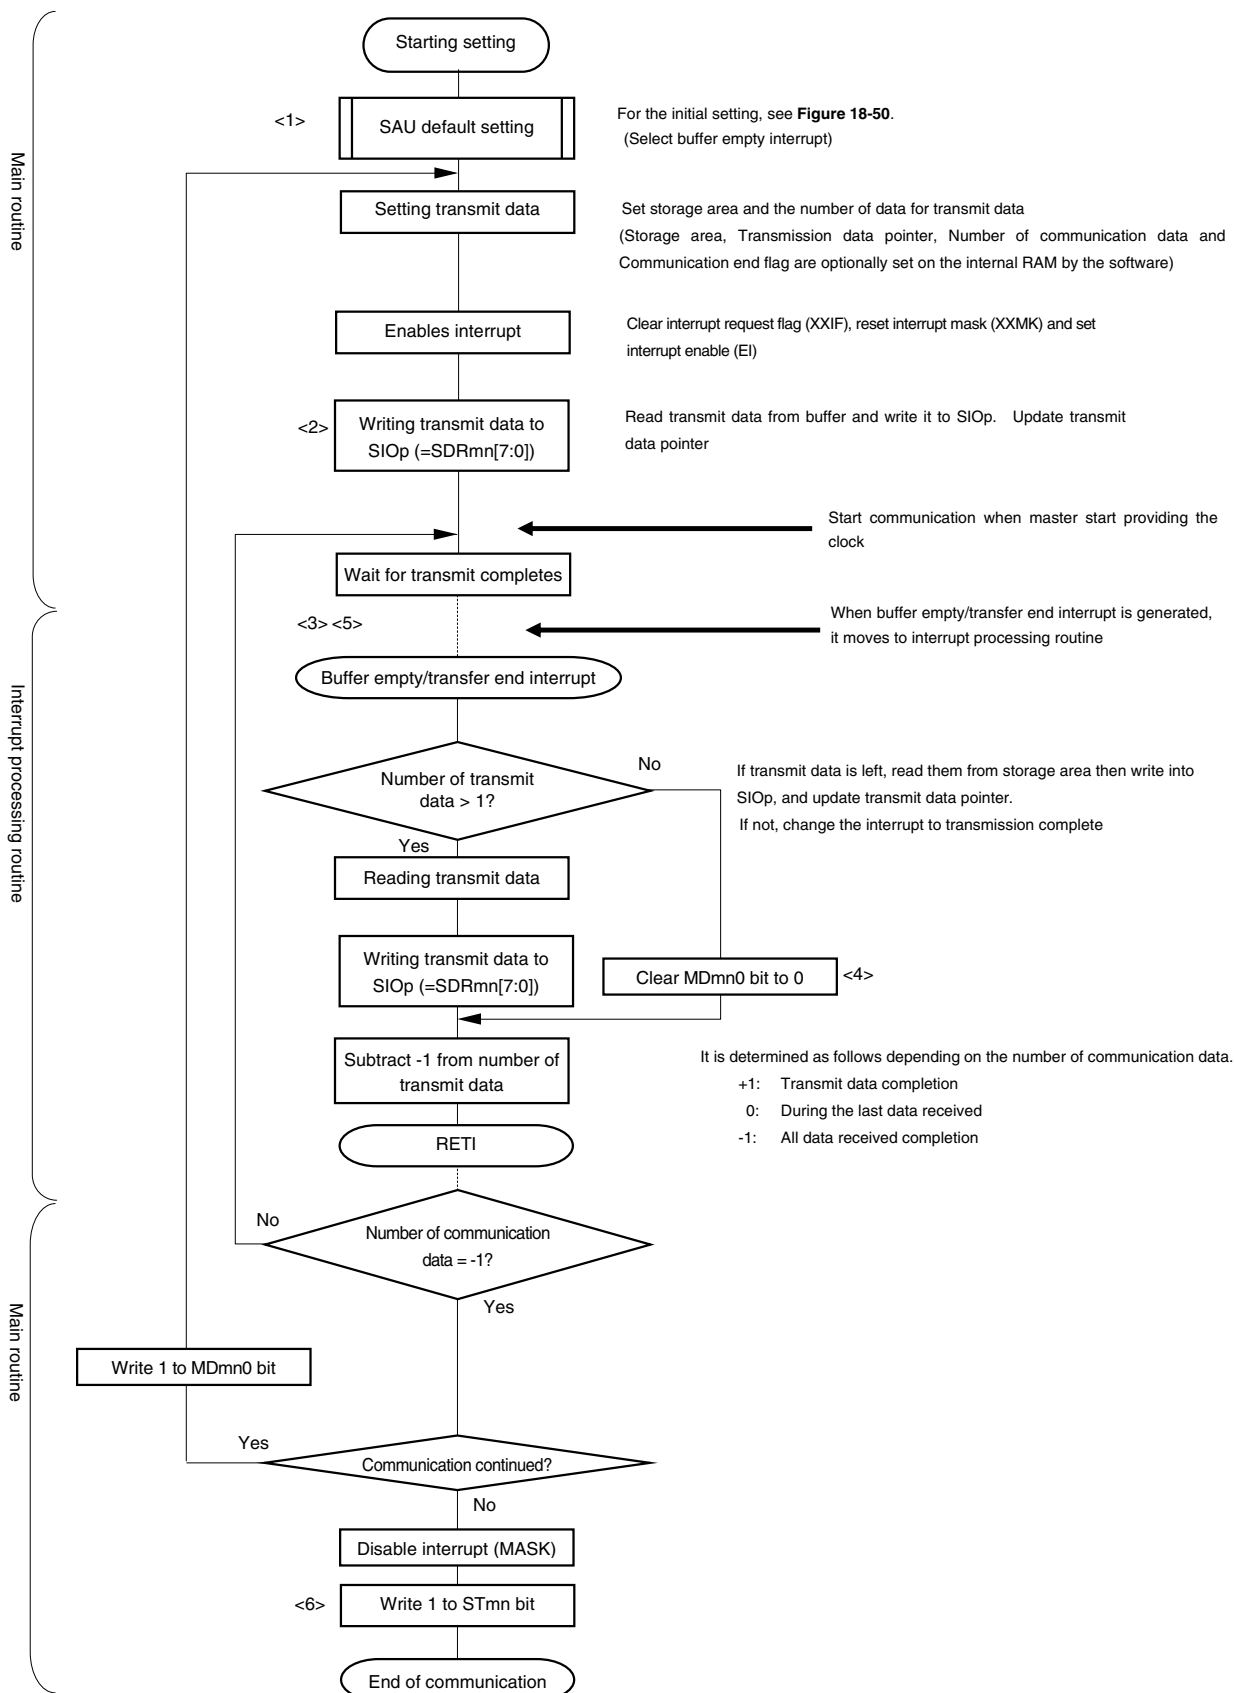 Starting setting
<1>
SAU default setting
For the initial setting, see Figure 18-50.
(Select buffer empty interrupt)
Main routine
Setting transmit data
Set storage area and the number of data for transmit data
(Storage area, Transmission data pointer, Number of communication data and
Communication end flag are optionally set on the internal RAM by the software)
Enables interrupt
Clear interrupt request flag (XXIF), reset interrupt mask (XXMK) and set
interrupt enable (EI)
<2>
Writing transmit data to
SIOp (=SDRmn[7:0])
Read transmit data from buffer and write it to SIOp. Update transmit
data pointer
Start communication when master start providing the
clock
Wait for transmit completes
<3> <5>
When buffer empty/transfer end interrupt is generated,
it moves to interrupt processing routine
Buffer empty/transfer end interrupt
Interrupt processing routine
Number of transmit
data > 1?
No
Yes
If transmit data is left, read them from storage area then write into
SIOp, and update transmit data pointer.
If not, change the interrupt to transmission complete
Reading transmit data
Writing transmit data to
SIOp (=SDRmn[7:0])
Clear MDmn0 bit to 0
<4>
Subtract -1 from number of
transmit data
It is determined as follows depending on the number of communication data.
+1: Transmit data completion
0: During the last data received
-1: All data received completion
RETI
No
Number of communication
data = -1?
Yes
Main routine
Write 1 to MDmn0 bit
Yes
Communication continued?
No
Disable interrupt (MASK)
<6>
Write 1 to STmn bit
End of communication